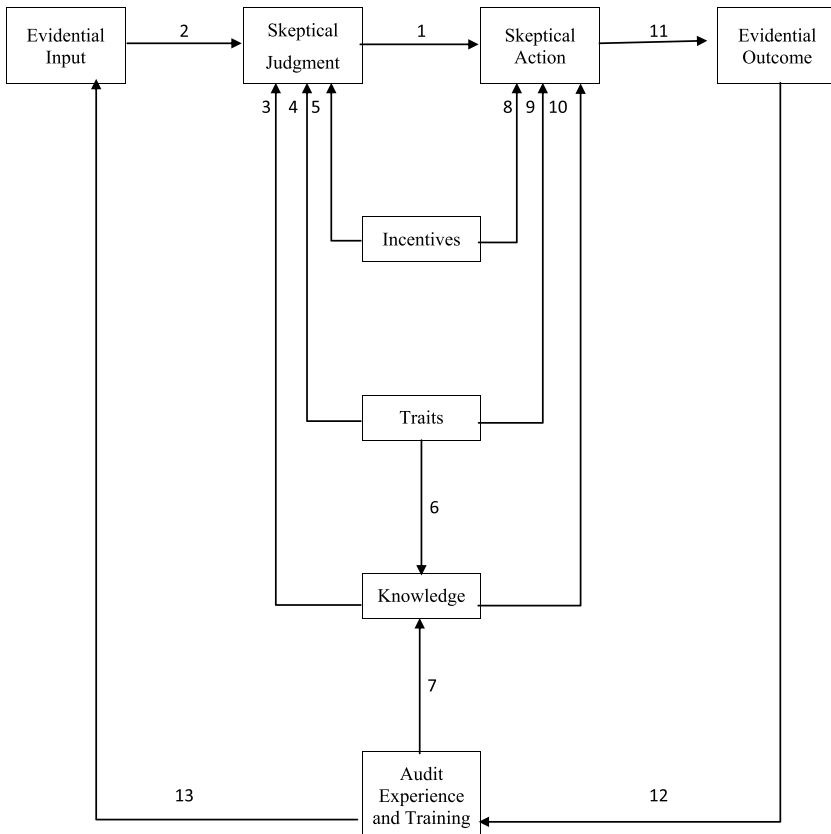 Evidential
Input
2
Skeptical
Judgment
1
Skeptical
Action
11
Evidential
Outcome
3
4
5
8
9
10
Incentives
Traits
6
Knowledge
7
Audit
Experience
and Training
13
12